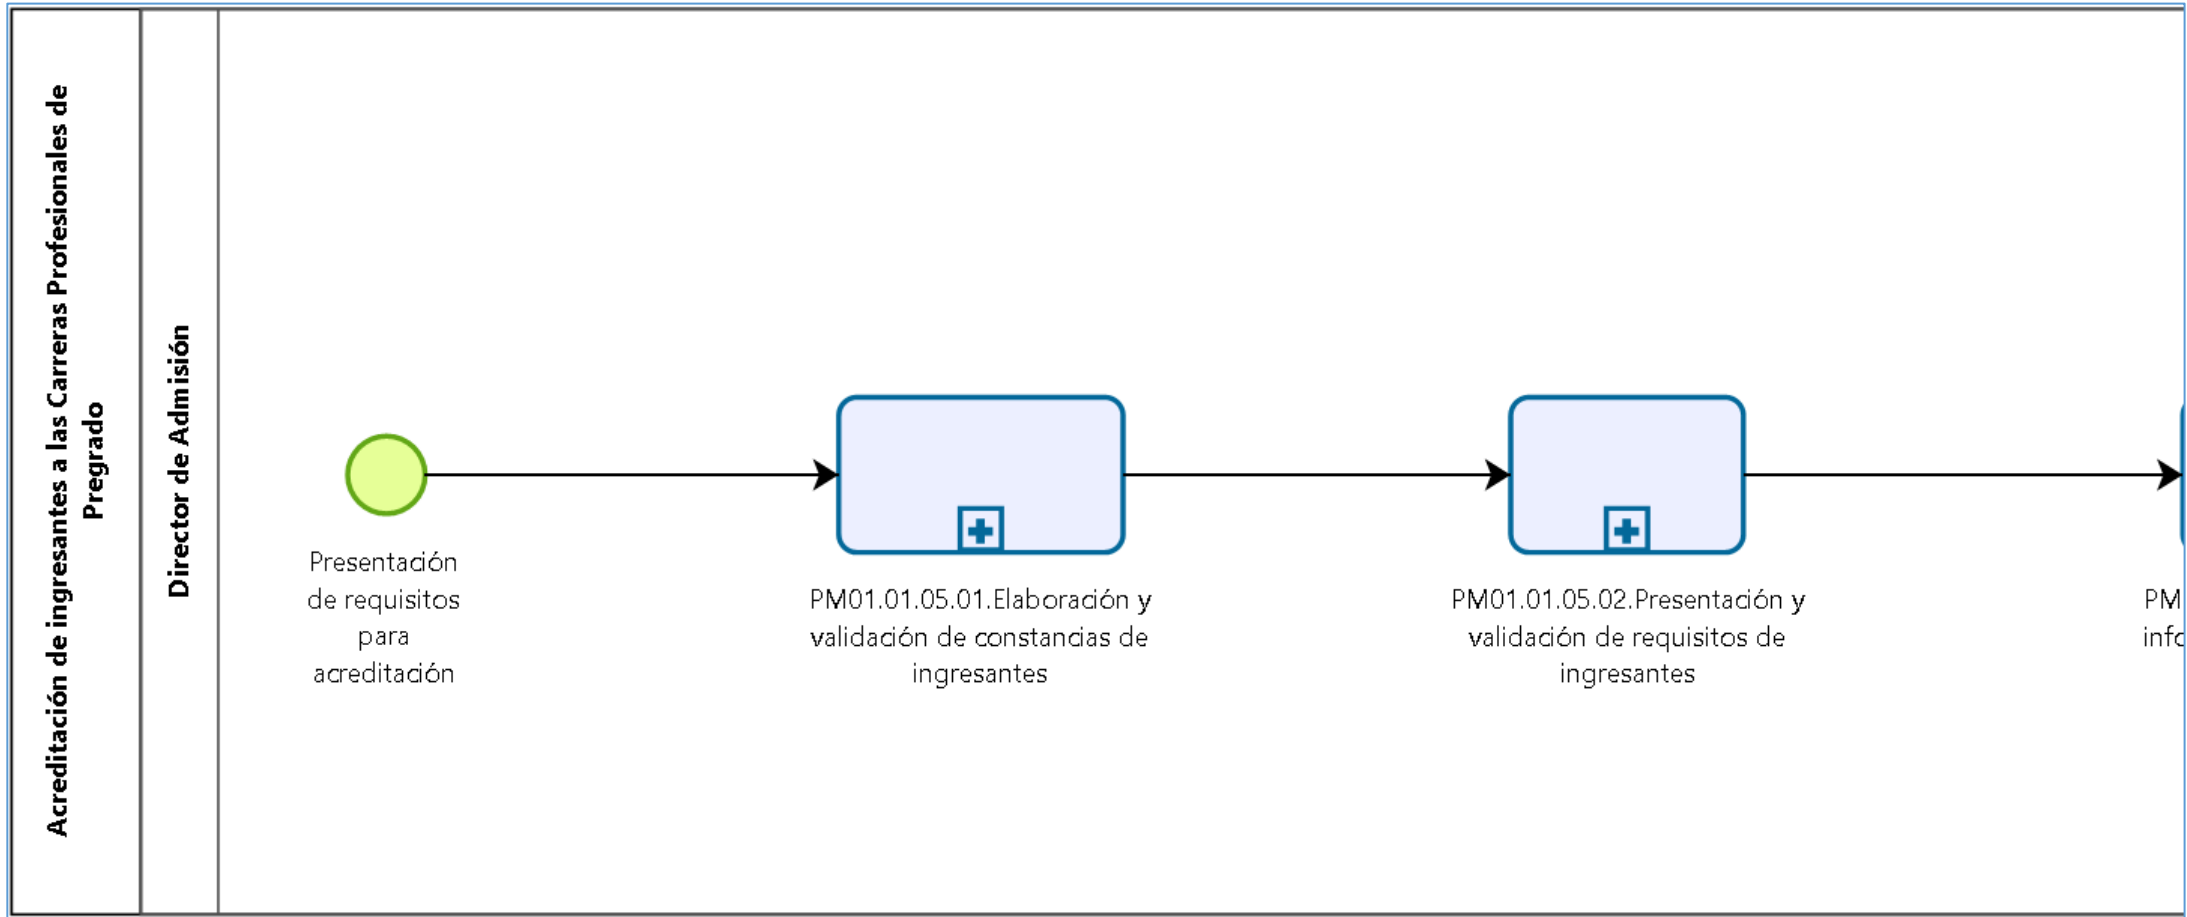 Acreditación de ingresantes a las Carreras Profesionales de
Pregrado
Director de Admisión
Presentación
de requisitos
para
acreditación
PM01.01.05.01.Elaboración y
validación de constancias de
ingresantes
PM01.01.05.02.Presentación y
validación de requisitos de
ingresantes
PM